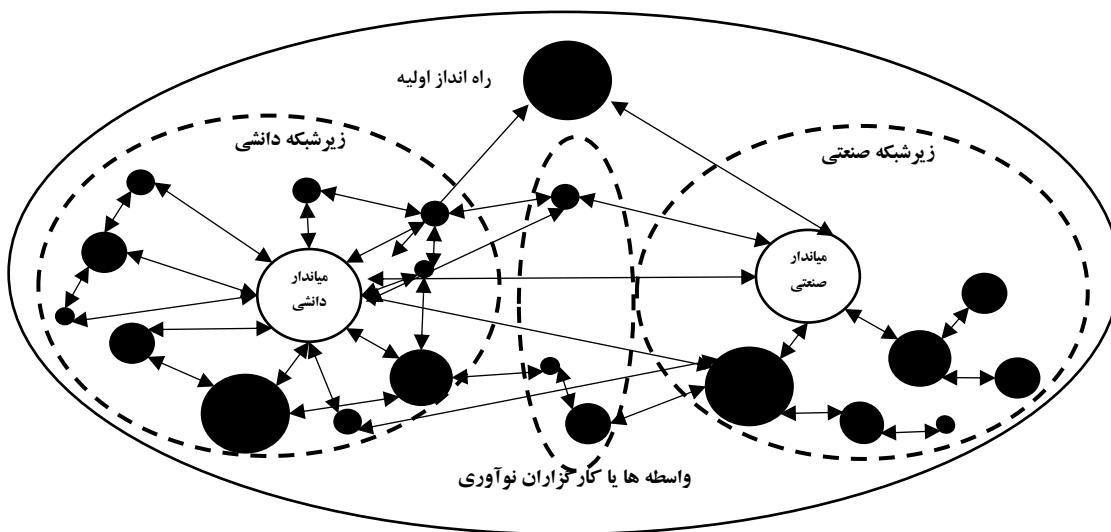 راه انداز اولیه
زیرشبکه صنعتی
زیرشبکه دانشی
میاندار
صنعتی
میاندار
دانشی
واسطه ها یا کارگزاران نوآوری